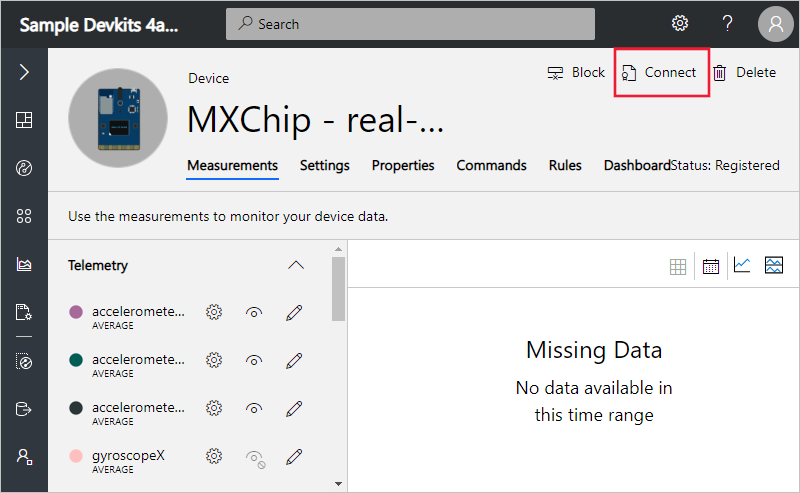 Sample Devkits 4a...
Search
?
Device
Block
Connect
Delete
MXChip - real-...
Measurements Settings Properties Commands Rules DashboardStatus: Registered
Use the measurements to monitor your device data.
Telemetry
acceleromete...
AVERAGE
acceleromete...
AVERAGE
acceleromete...
AVERAGE
gyroscopeX
AVERAGE
Missing Data
No data available in
this time range